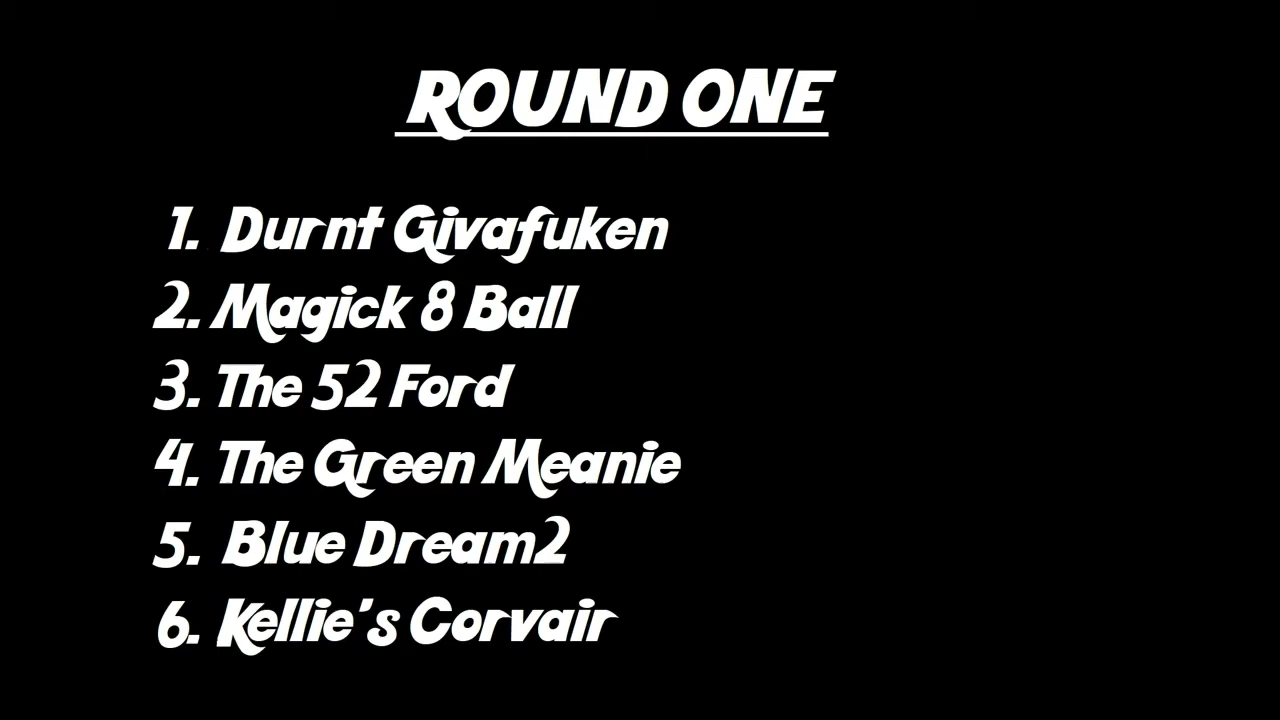 ROUND ONE
1. Durnt Givafuken
2. Magick 8 Ball
3. The 52 Ford
4. The Green Meanie
5. Blue Dream2
6. Kellie's Corvair